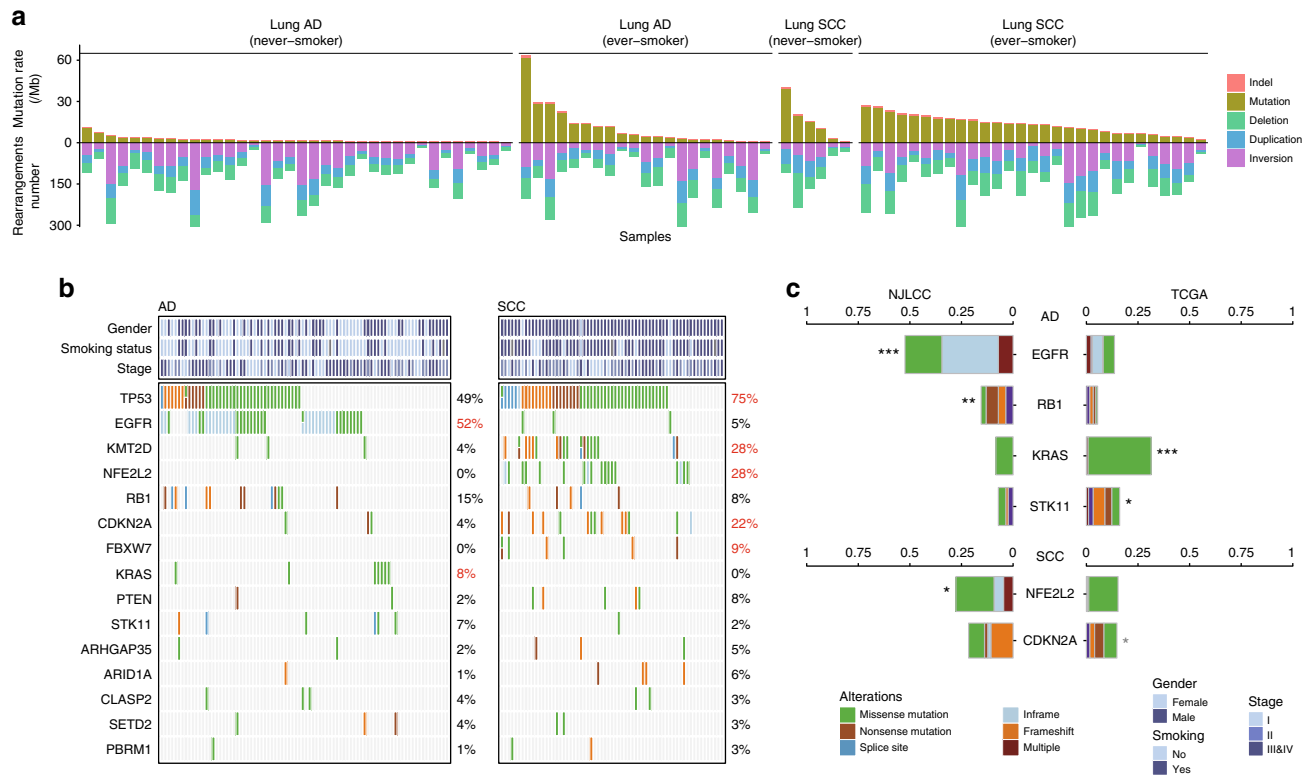 a
Lung AD
(never–smoker)
Lung AD
(ever–smoker)
Lung SCC
(never–smoker)
Lung SCC
(ever–smoker)
Mutation rate
(/Mb)
Rearrangements
number
60
30
0
150
300
Samples
Indel
Mutation
Deletion
Duplication
Inversion
b
AD
SCC
Gender
Smoking status
Stage
TP53 49% 75%
EGFR 52% 5%
KMT2D 4% 28%
NFE2L2 0% 28%
RB1 15% 8%
CDKN2A 4% 22%
FBXW7 0% 9%
KRAS 8% 0%
PTEN 2% 8%
STK11 7% 2%
ARHGAP35 2% 5%
ARID1A 1% 6%
CLASP2 4% 3%
SETD2 4% 3%
PBRM1 1% 3%
c
NJLCC TCGA
1 0.75 0.5 0.25 0 0 0.25 0.5 0.75 1
AD
*** EGFR
** RB1
KRAS ***
STK11 *
SCC
1 0.75 0.5 0.25 0 0 0.25 0.5 0.75 1
* NFE2L2
CDKN2A *
Alterations
Missense mutation
Nonsense mutation
Splice site
Inframe
Frameshift
Multiple
Gender
Female
Male
Smoking
No
Yes
Stage
I
II
III&IV